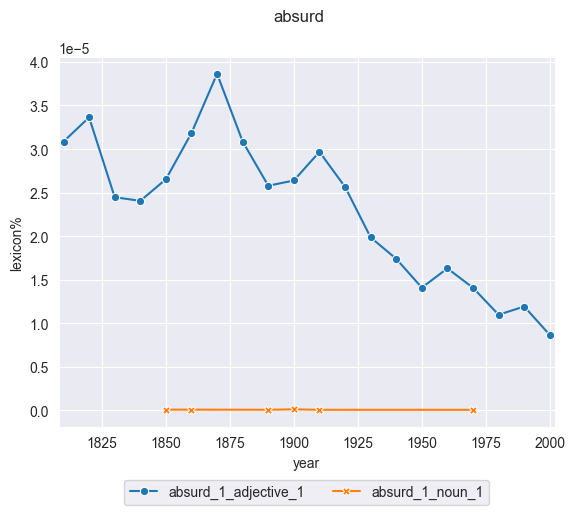 absurd
1e−5
4.0
3.5
3.0
2.5
2.0
1.5
1.0
0.5
0.0
lexicon%
1825 1850 1875 1900 1925 1950 1975 2000
year
absurd_1_adjective_1 absurd_1_noun_1